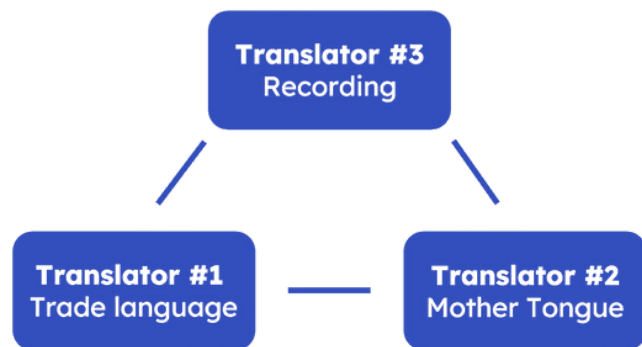 Translator #3
Recording
Translator #1
Trade language
Translator #2
Mother Tongue